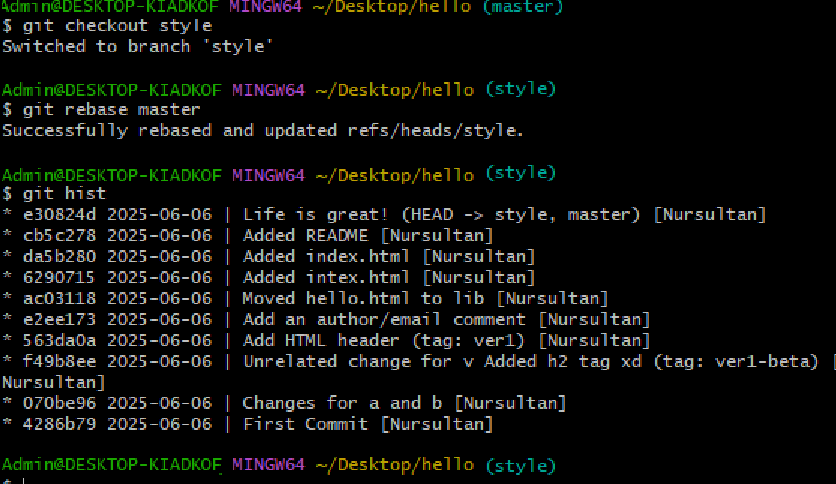 Admin@DESKTOP-KIADKOF MINGW64 ~/Desktop/hello (master)
$ git checkout style
Switched to branch 'style'
Admin@DESKTOP-KIADKOF MINGW64 ~/Desktop/hello (style)
$ git rebase master
Successfully rebased and updated refs/heads/style.
Admin@DESKTOP-KIADKOF MINGW64 ~/Desktop/hello (style)
$ git hist
* e30824d 2025-06-06 | Life is great! (HEAD -> style, master) [Nursultan]
* cb5c278 2025-06-06 | Added README [Nursultan]
* da5b280 2025-06-06 | Added index.html [Nursultan]
* 6290715 2025-06-06 | Added intex.html [Nursultan]
* ac03118 2025-06-06 | Moved hello.html to lib [Nursultan]
* e2ee173 2025-06-06 | Add an author/email comment [Nursultan]
* 563da0a 2025-06-06 | Add HTML header (tag: ver1) [Nursultan]
* f49b8ee 2025-06-06 | Unrelated change for v Added h2 tag xd (tag: ver1-beta) [
Nursultan]
* 070be96 2025-06-06 | Changes for a and b [Nursultan]
* 4286b79 2025-06-06 | First Commit [Nursultan]
Admin@DESKTOP-KIADKOF MINGW64 ~/Desktop/hello (style)
$